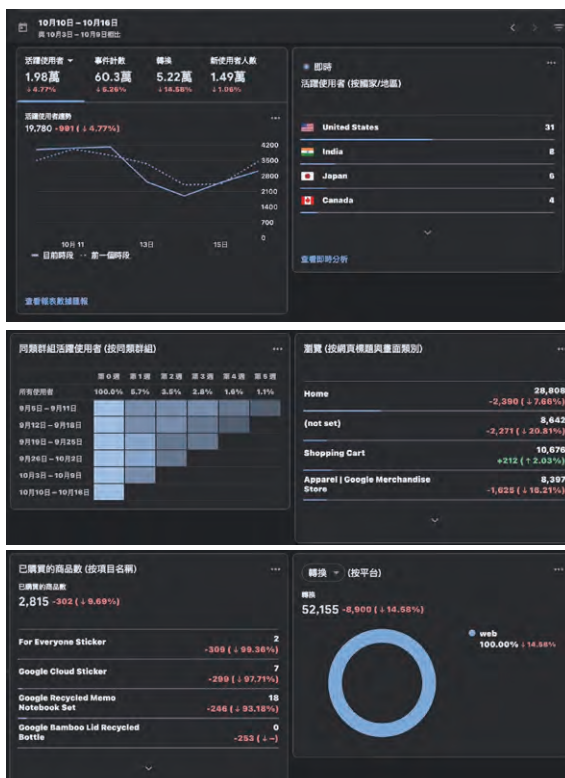 10月10日 – 10月16日
與 10月3日 – 10月9日相比
活躍使用者
事件計數
轉換
新使用者人數
1.98萬
60.3萬
5.22萬
1.49萬
↓4.77%
↓6.26%
↓14.58%
↓1.06%
活躍使用者趨勢
19,780 -991 (↓4.77%)
4200
3500
2800
2100
1400
700
0
10月 11
13日
15日
目前時段
前一個時段
查看報表數據匯報
即時
活躍使用者 (按國家/地區)
United States
31
India
8
Japan
6
Canada
4
查看即時分析
同類群組活躍使用者 (按同類群組)
第 0 週 第 1 週 第 2 週 第 3 週 第 4 週 第 5 週
所有使用者 100.0% 5.7% 3.5% 2.8% 1.6% 1.1%
9月5日 – 9月11日
9月12日 – 9月18日
9月19日 – 9月25日
9月26日 – 10月2日
10月3日 – 10月9日
10月10日 – 10月16日
瀏覽 (按網頁標題與畫面類別)
Home
28,808
-2,390 (↓7.66%)
(not set)
8,642
-2,271 (↓20.81%)
Shopping Cart
10,676
+212 (↑2.03%)
Apparel | Google Merchandise Store
8,397
-1,625 (↓16.21%)
已購買的商品數 (按項目名稱)
已購買的商品數
2,815 -302 (↓9.69%)
For Everyone Sticker
2
-309 (↓99.36%)
Google Cloud Sticker
7
-299 (↓97.71%)
Google Recycled Memo
Notebook Set
18
-246 (↓93.18%)
Google Bamboo Lid Recycled
Bottle
0
-253 (↓–)
轉換 (按平台)
轉換
52,155 -8,900 (↓14.58%)
web
100.00% ↓14.58%